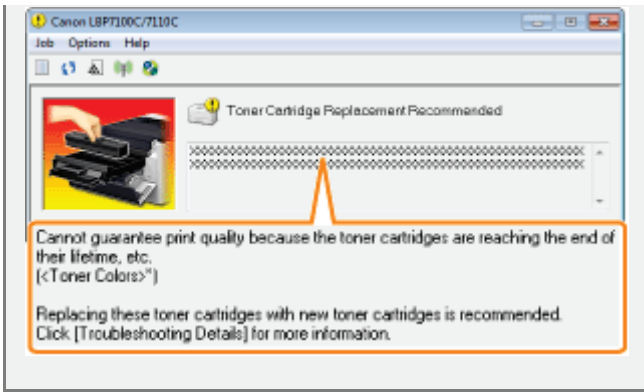 Canon LBP7100C/7110C
Job Options Help
Toner Cartridge Replacement Recommended
xxxxxxxxxxxxxxxxxxxxxxxxxxxxxxxxxxxxxxxxxxxxxxxxxxxxxxxxxxxxxxxx
xxxxxxxxxxxxxxxxxxxxxxxxxxxxxxxxxxxxxxxxxxxxxxxxxxxxxxxxxxxxxxxx
Cannot guarantee print quality because the toner cartridges are reaching the end of
their lifetime, etc.
(<Toner Colors>*)
Replacing these toner cartridges with new toner cartridges is recommended.
Click [Troubleshooting Details] for more information.